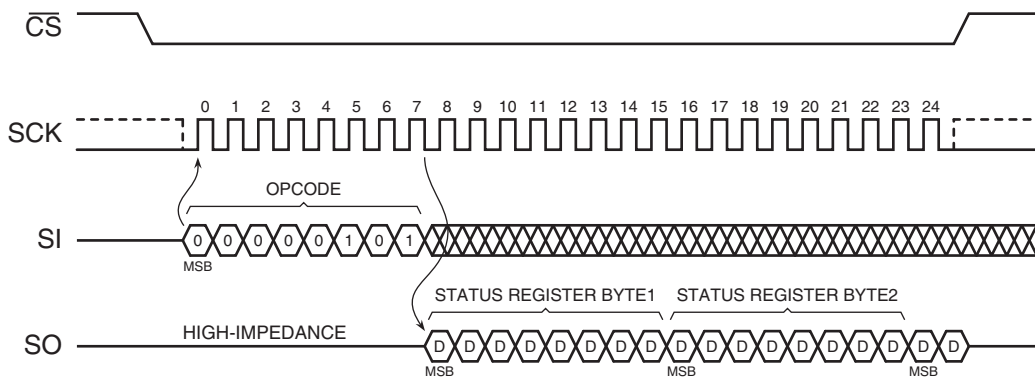 CS
0 1 2 3 4 5 6 7 8 9 10 11 12 13 14 15 16 17 18 19 20 21 22 23 24
SCK
OPCODE
SI 0 0 0 0 0 1 0 1
MSB
STATUS REGISTER BYTE1 STATUS REGISTER BYTE2
HIGH-IMPEDANCE
SO D D D D D D D D D D D D D D D D D D
MSB MSB MSB